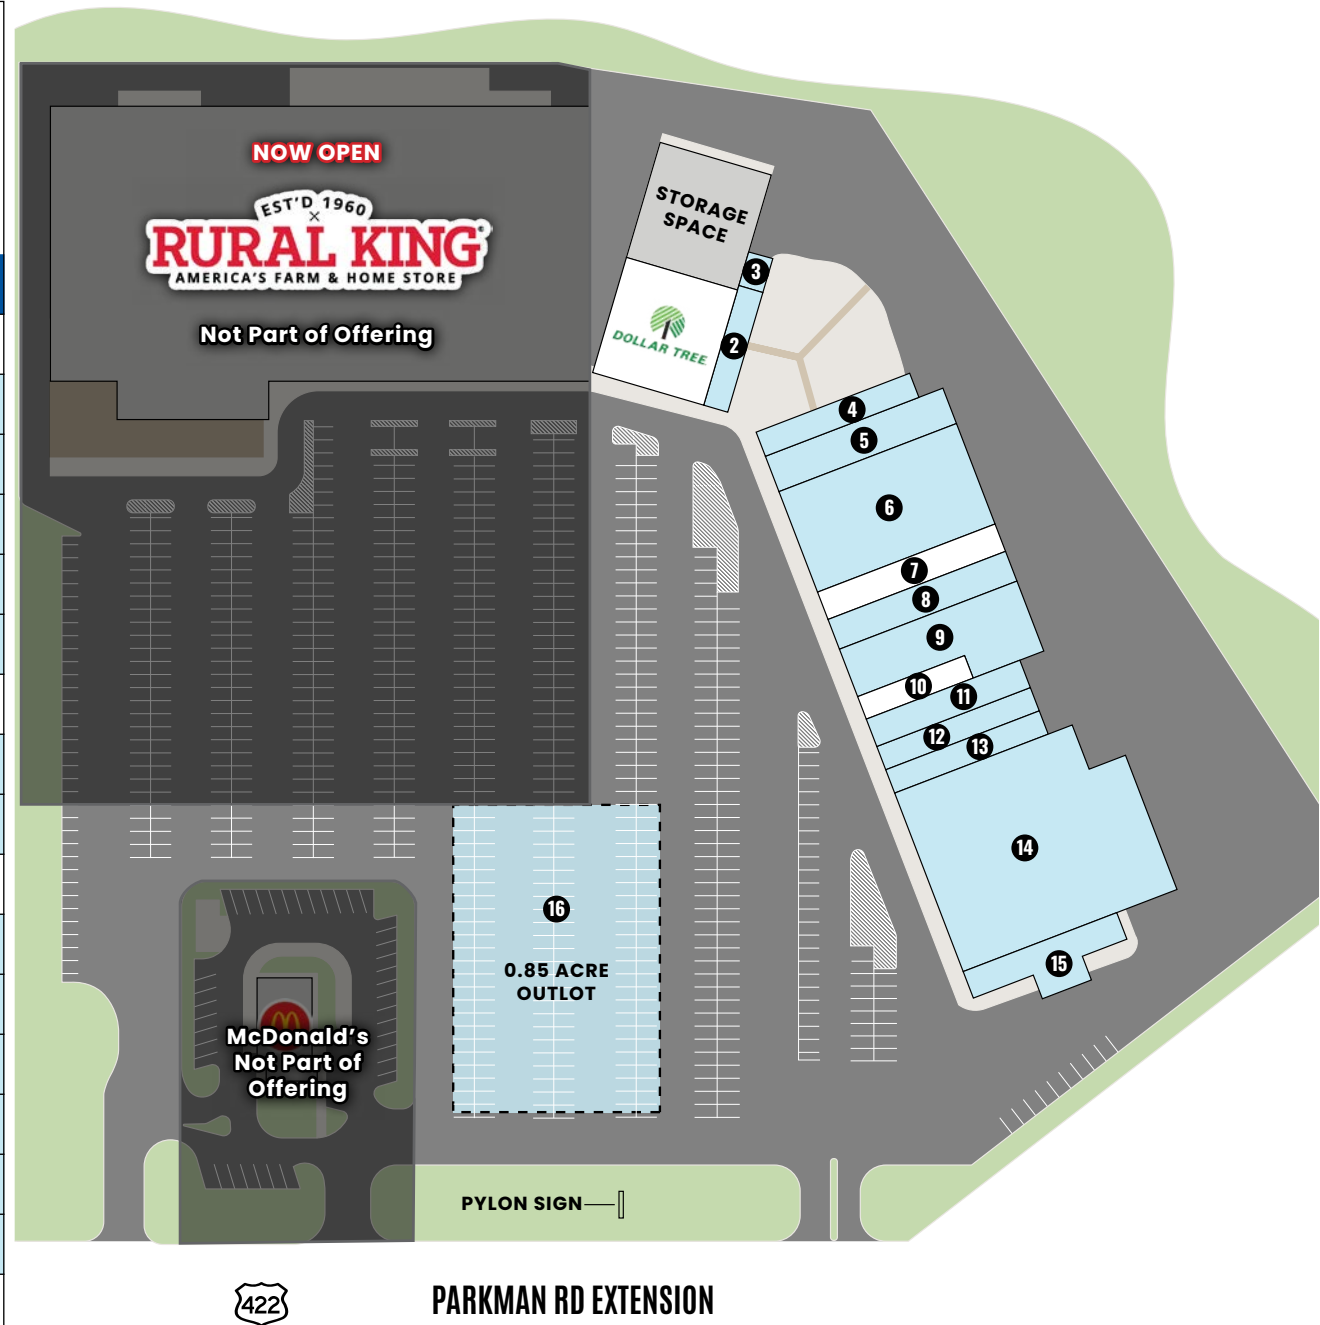 NOW OPEN
EST'D 1960
×
RURAL KING®
AMERICA'S FARM & HOME STORE
Not Part of Offering
STORAGE
SPACE
DOLLAR TREE
3
2
4
5
6
7
8
9
10
11
12
13
14
15
16
0.85 ACRE
OUTLOT
McDonald's
Not Part of
Offering
PYLON SIGN
422
PARKMAN RD EXTENSION